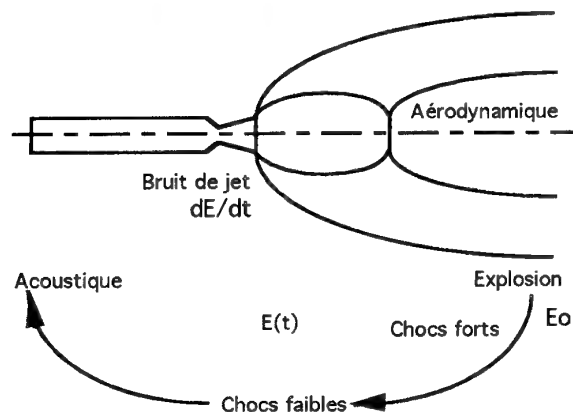 Aérodynamique
Bruit de jet
dE/dt
Acoustique
Explosion
E(t)
Eo
Chocs forts
Chocs faibles